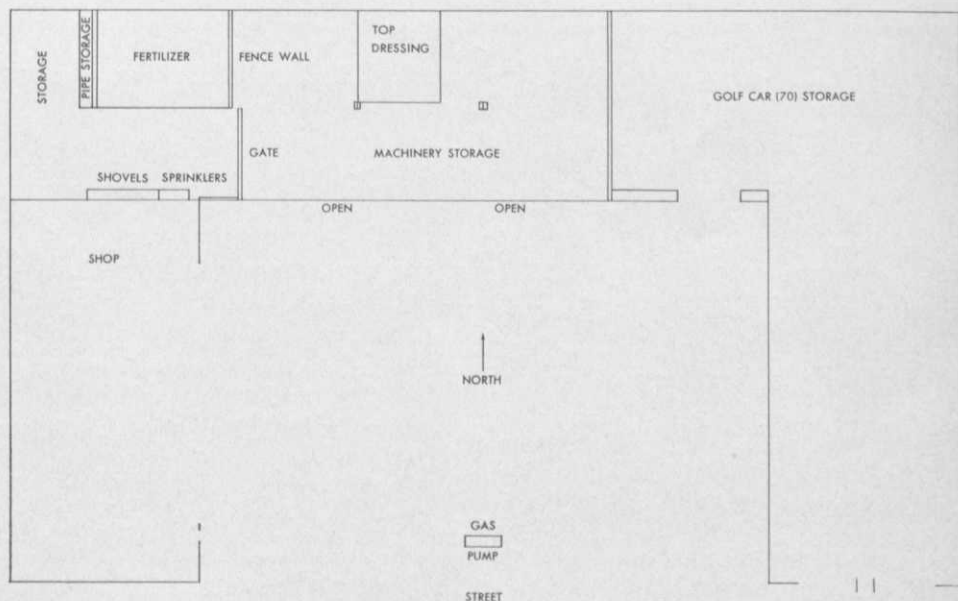 STORAGE
PIPE STORAGE
FERTILIZER
FENCE WALL
TOP
DRESSING
GOLF CAR (70) STORAGE
GATE
MACHINERY STORAGE
SHOVELS
SPRINKLERS
OPEN
OPEN
SHOP
NORTH
GAS
PUMP
STREET